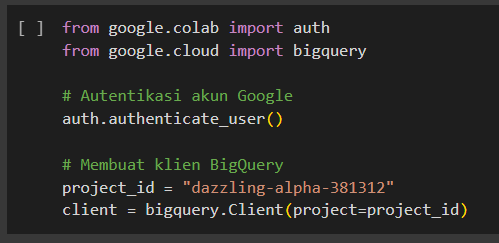 [ ] from google.colab import auth
from google.cloud import bigquery
# Autentikasi akun Google
auth.authenticate_user()
# Membuat klien BigQuery
project_id = "dazzling-alpha-381312"
client = bigquery.Client(project=project_id)